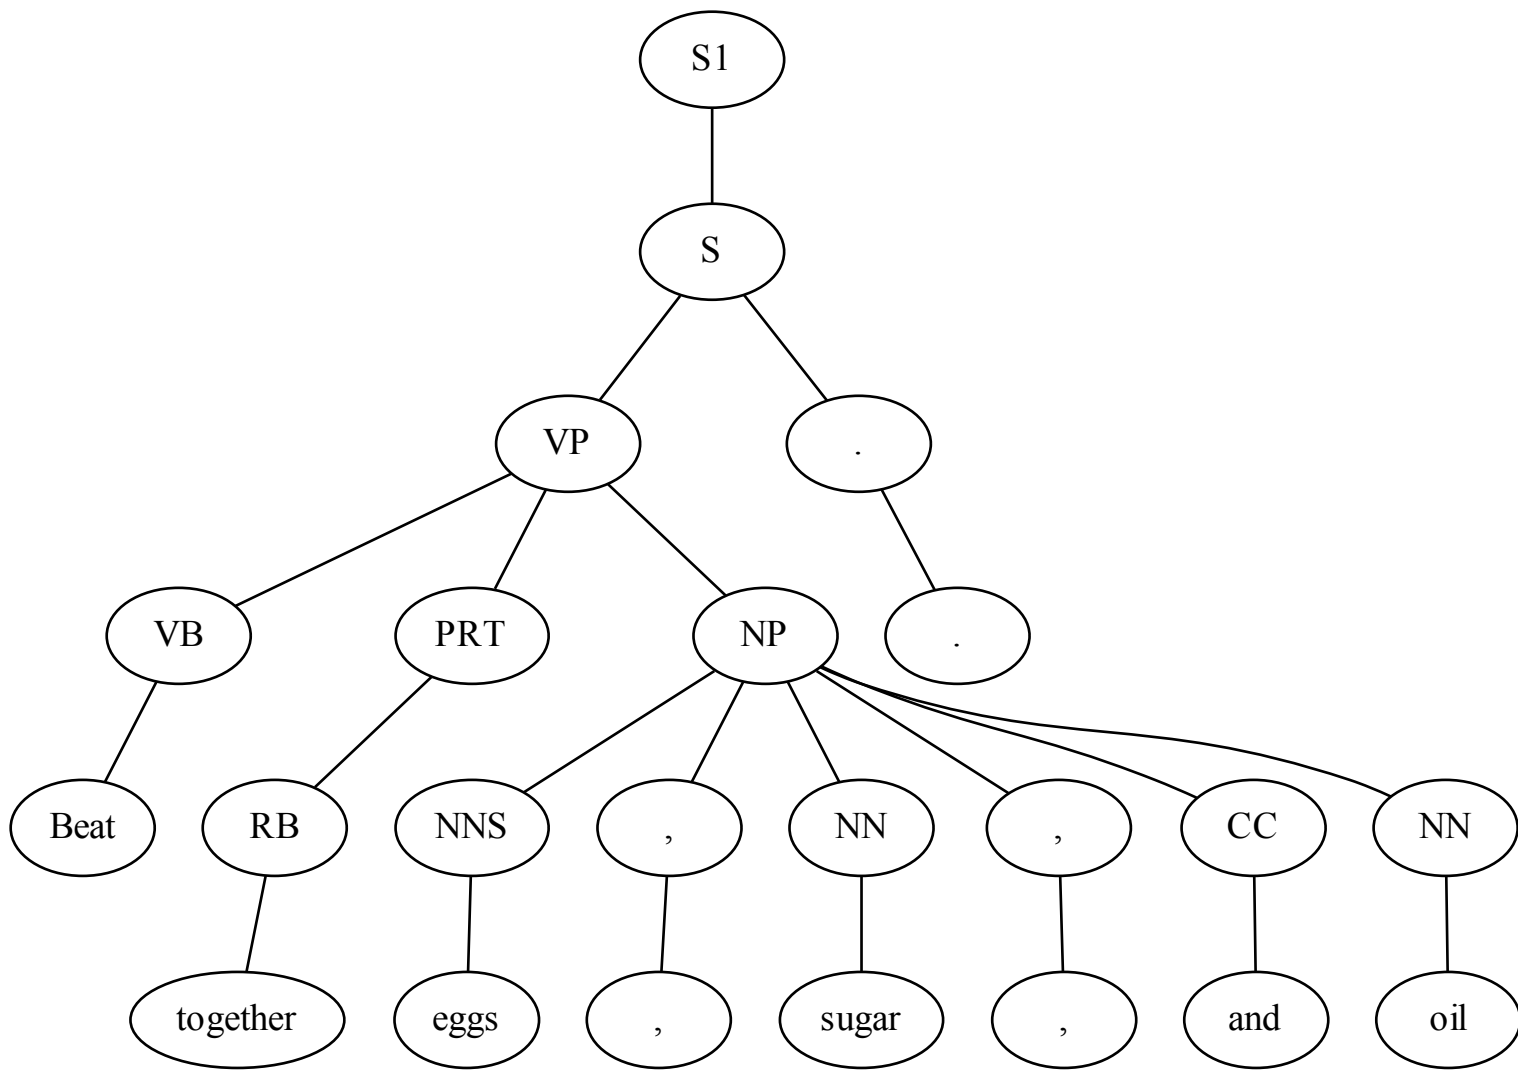 S1
S
VP .
VB PRT NP .
Beat RB NNS , NN , CC NN
together eggs , sugar , and oil